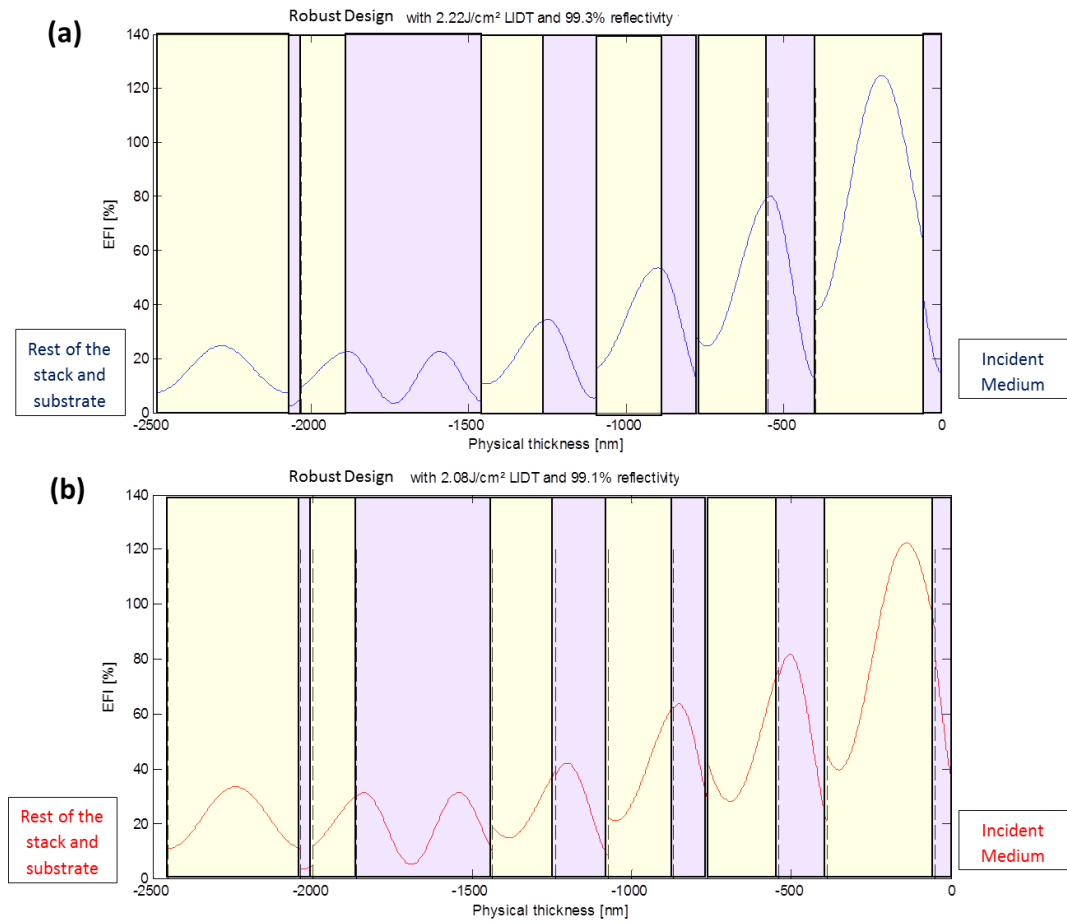 (a)
Robust Design with 2.22J/cm² LIDT and 99.3% reflectivity
140
120
100
80
60
40
20
0
EFI [%]
-2500
-2000
-1500
-1000
-500
0
Physical thickness [nm]
Rest of the
stack and
substrate
Incident
Medium
(b)
Robust Design with 2.08J/cm² LIDT and 99.1% reflectivity
140
120
100
80
60
40
20
0
EFI [%]
-2500
-2000
-1500
-1000
-500
0
Physical thickness [nm]
Rest of the
stack and
substrate
Incident
Medium